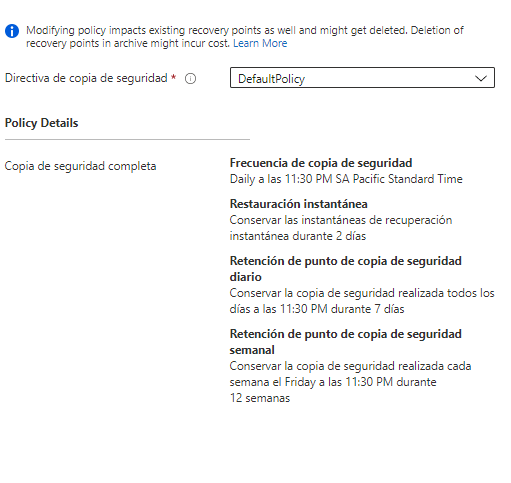 Modifying policy impacts existing recovery points as well and might get deleted. Deletion of
recovery points in archive might incur cost. Learn More
Directiva de copia de seguridad *
DefaultPolicy
Policy Details
Copia de seguridad completa
Frecuencia de copia de seguridad
Daily a las 11:30 PM SA Pacific Standard Time
Restauración instantánea
Conservar las instantáneas de recuperación
instantánea durante 2 días
Retención de punto de copia de seguridad
diario
Conservar la copia de seguridad realizada todos los
días a las 11:30 PM durante 7 días
Retención de punto de copia de seguridad
semanal
Conservar la copia de seguridad realizada cada
semana el Friday a las 11:30 PM durante
12 semanas